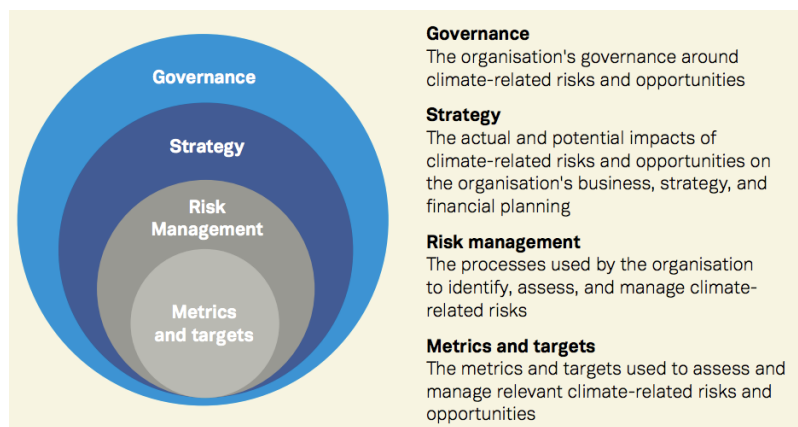 Governance
Strategy
Risk
Management
Metrics
and targets
Governance
The organisation's governance around
climate-related risks and opportunities
Strategy
The actual and potential impacts of
climate-related risks and opportunities on
the organisation's business, strategy, and
financial planning
Risk management
The processes used by the organisation
to identify, assess, and manage climate-
related risks
Metrics and targets
The metrics and targets used to assess and
manage relevant climate-related risks and
opportunities